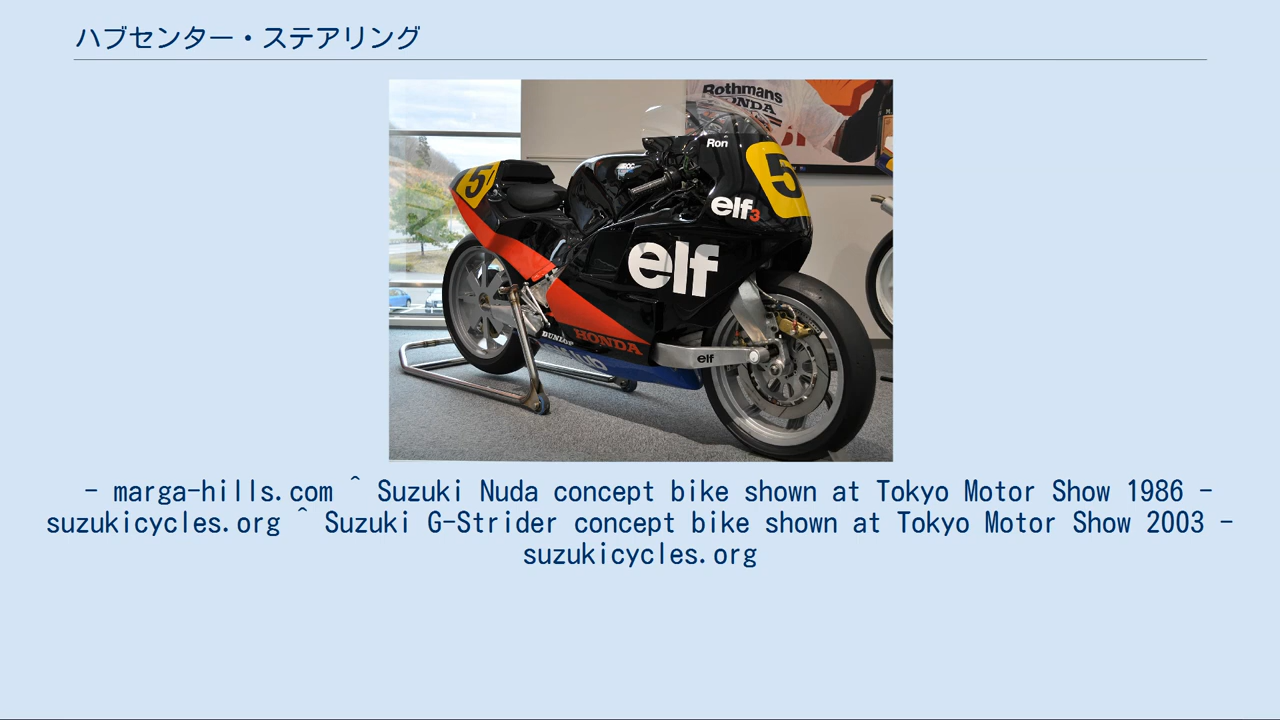 ハブセンター・ステアリング
Rothmans
HONDA
Ron
5
50
elf3
elf
DUNLOP
HONDA
elf
- marga-hills.com ^ Suzuki Nuda concept bike shown at Tokyo Motor Show 1986 -
suzukicycles.org ^ Suzuki G-Strider concept bike shown at Tokyo Motor Show 2003 -
suzukicycles.org